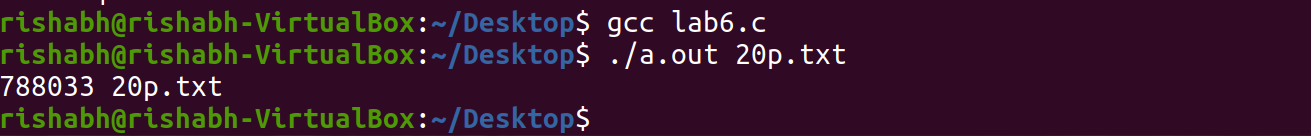 rishabh@rishabh-VirtualBox:~/Desktop$ gcc lab6.c
rishabh@rishabh-VirtualBox:~/Desktop$ ./a.out 20p.txt
788033 20p.txt
rishabh@rishabh-VirtualBox:~/Desktop$